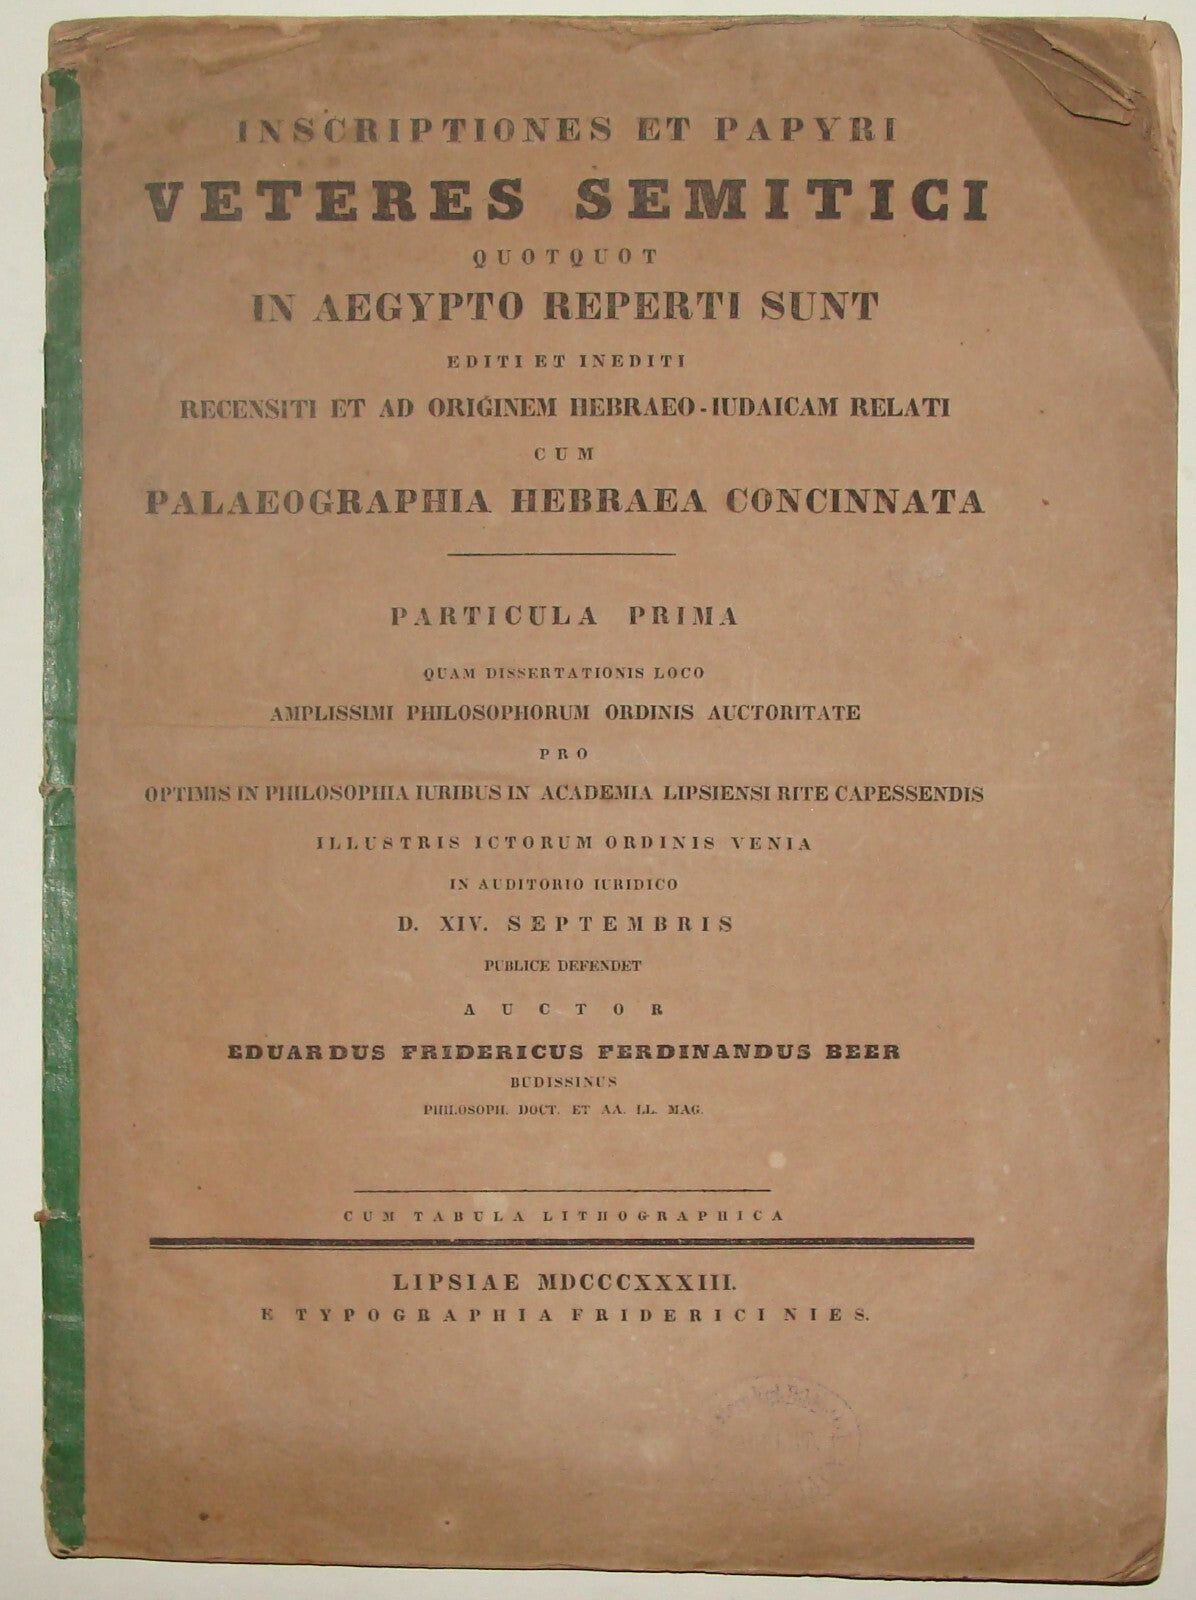 INSCRIPTIONES ET PAPYRI
VETERES SEMITICI
QUOTQUOT
IN AEGYPTO REPERTI SUNT
EDITI ET INEDITI
RECENSITI ET AD ORIGINEM HEBRAEO-IUDAICAM RELATI
CUM
PALAEOGRAPHIA HEBRAEA CONCINNATA
PARTICULA PRIMA
QUAM DISSERTATIONIS LOCO
AMPLISSIMI PHILOSOPHORUM ORDINIS AUCTORITATE
PRO
OPTIMIS IN PHILOSOPHIA IURIBUS IN ACADEMIA LIPSIENSI RITE CAPESSENDIS
ILLUSTRIS ICTORUM ORDINIS VENIA
IN AUDITORIO IURIDICO
D. XIV. SEPTEMBRIS
PUBLICE DEFENDET
AUCTOR
EDUARDUS FRIDERICUS FERDINANDUS BEER
BUDISSINUS
PHILOSOPH. DOCT. ET AA. LL. MAG.
CUM TABULA LITHOGRAPHICA
LIPSIAE MDCCCXXXIII.
E TYPOGRAPHIA FRIDERICI NIES.